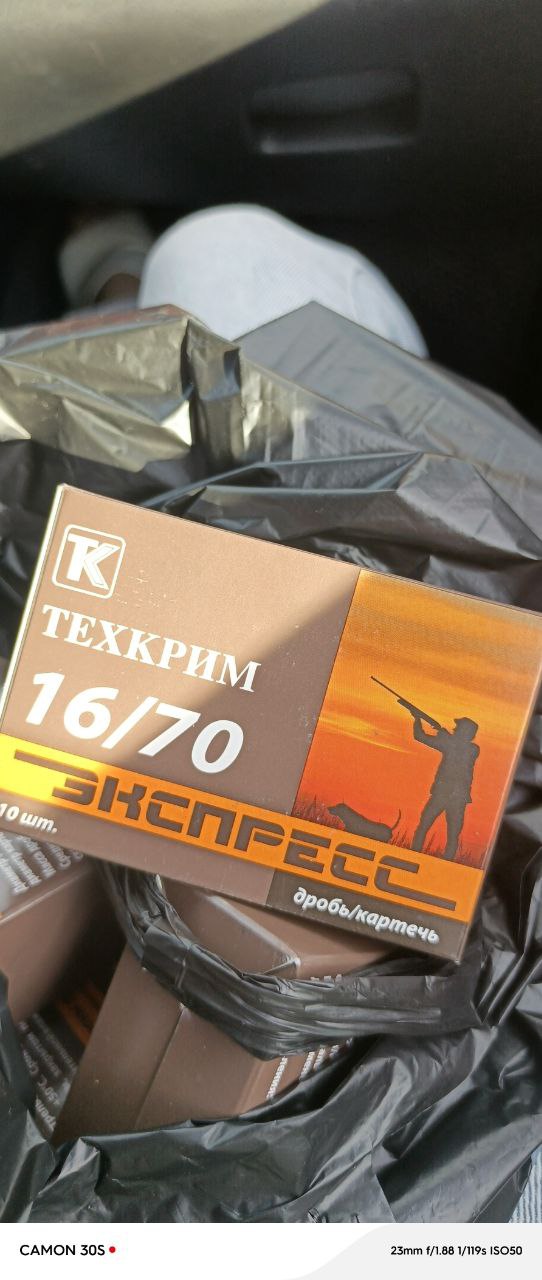 ТК
ТЕХКРИМ
16/70
ЭКСПРЕСС
10 шт.
дробь/картечь
CAMON 30S
23mm f/1.88 1/119s ISO50